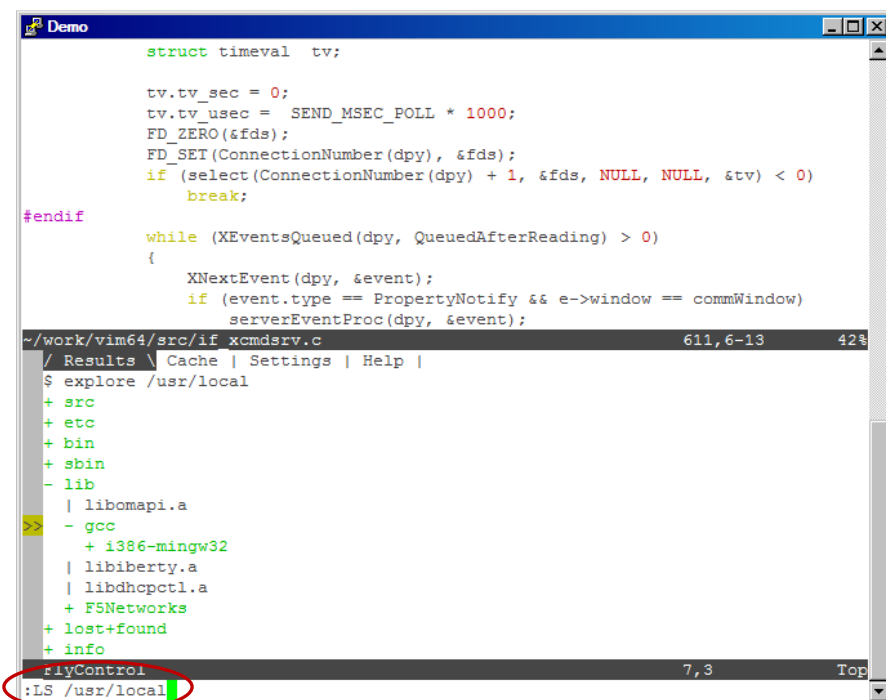 Demo
struct timeval  tv;
tv.tv_sec = 0;
tv.tv_usec =  SEND_MSEC_POLL * 1000;
FD_ZERO(&fds);
FD_SET(ConnectionNumber(dpy), &fds);
if (select(ConnectionNumber(dpy) + 1, &fds, NULL, NULL, &tv) < 0)
break;
#endif
while (XEventsQueued(dpy, QueuedAfterReading) > 0)
{
XNextEvent(dpy, &event);
if (event.type == PropertyNotify && e->window == commWindow)
serverEventProc(dpy, &event);
~/work/vim64/src/if_xcmdsrv.c 611,6-13 42%
/ Results \ Cache | Settings | Help |
$ explore /usr/local
+ src
+ etc
+ bin
+ sbin
- lib
| libomapi.a
>> - gcc
+ i386-mingw32
| libiberty.a
| libdhcpctl.a
+ F5Networks
+ lost+found
+ info
FlyControl 7,3 Top
:LS /usr/local